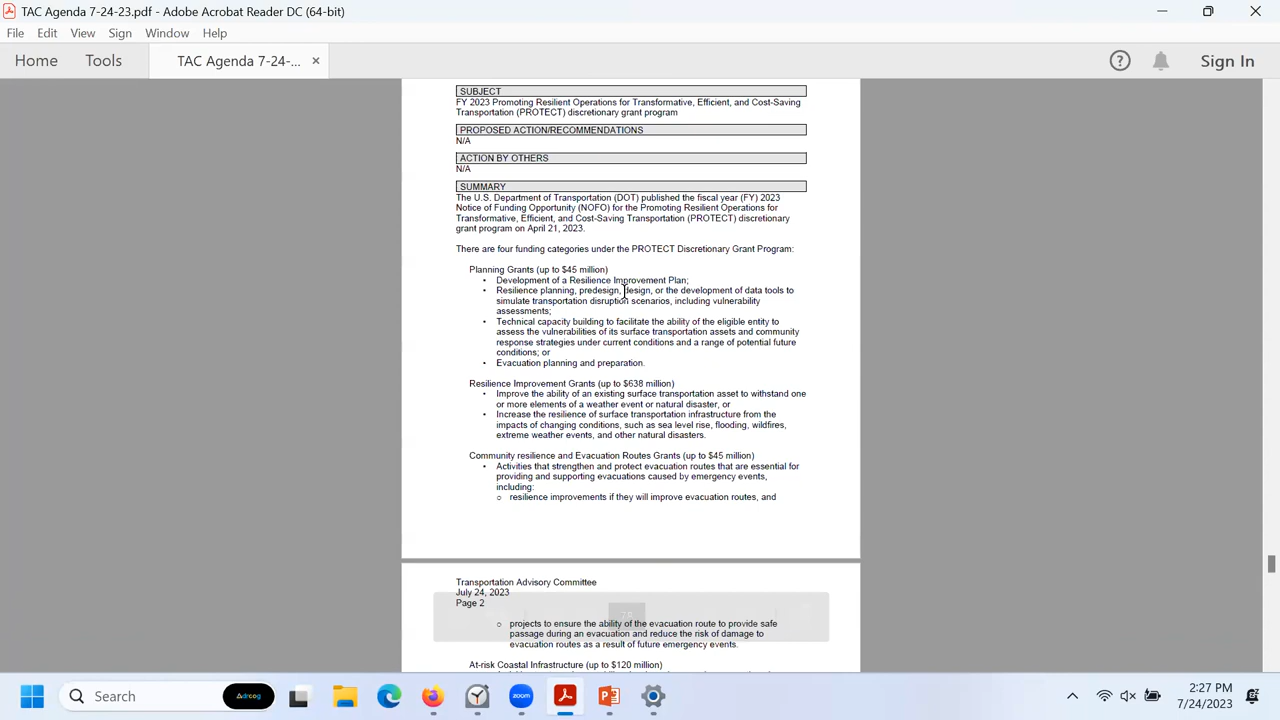 TAC Agenda 7-24-23.pdf - Adobe Acrobat Reader DC (64-bit)
File Edit View Sign Window Help
Home Tools TAC Agenda 7-24-... × Sign In
SUBJECT
FY 2023 Promoting Resilient Operations for Transformative, Efficient, and Cost-Saving
Transportation (PROTECT) discretionary grant program
PROPOSED ACTION/RECOMMENDATIONS
N/A
ACTION BY OTHERS
N/A
SUMMARY
The U.S. Department of Transportation (DOT) published the fiscal year (FY) 2023
Notice of Funding Opportunity (NOFO) for the Promoting Resilient Operations for
Transformative, Efficient, and Cost-Saving Transportation (PROTECT) discretionary
grant program on April 21, 2023.
There are four funding categories under the PROTECT Discretionary Grant Program:
Planning Grants (up to $45 million)
• Development of a Resilience Improvement Plan;
• Resilience planning, predesign, design, or the development of data tools to
simulate transportation disruption scenarios, including vulnerability
assessments;
• Technical capacity building to facilitate the ability of the eligible entity to
assess the vulnerabilities of its surface transportation assets and community
response strategies under current conditions and a range of potential future
conditions; or
• Evacuation planning and preparation.
Resilience Improvement Grants (up to $638 million)
• Improve the ability of an existing surface transportation asset to withstand one
or more elements of a weather event or natural disaster, or
• Increase the resilience of surface transportation infrastructure from the
impacts of changing conditions, such as sea level rise, flooding, wildfires,
extreme weather events, and other natural disasters.
Community resilience and Evacuation Routes Grants (up to $45 million)
• Activities that strengthen and protect evacuation routes that are essential for
providing and supporting evacuations caused by emergency events,
including:
o resilience improvements if they will improve evacuation routes, and
Transportation Advisory Committee
July 24, 2023
Page 2
o projects to ensure the ability of the evacuation route to provide safe
passage during an evacuation and reduce the risk of damage to
evacuation routes as a result of future emergency events.
At-risk Coastal Infrastructure (up to $120 million)
Search drcog zoom 2:27 PM
7/24/2023